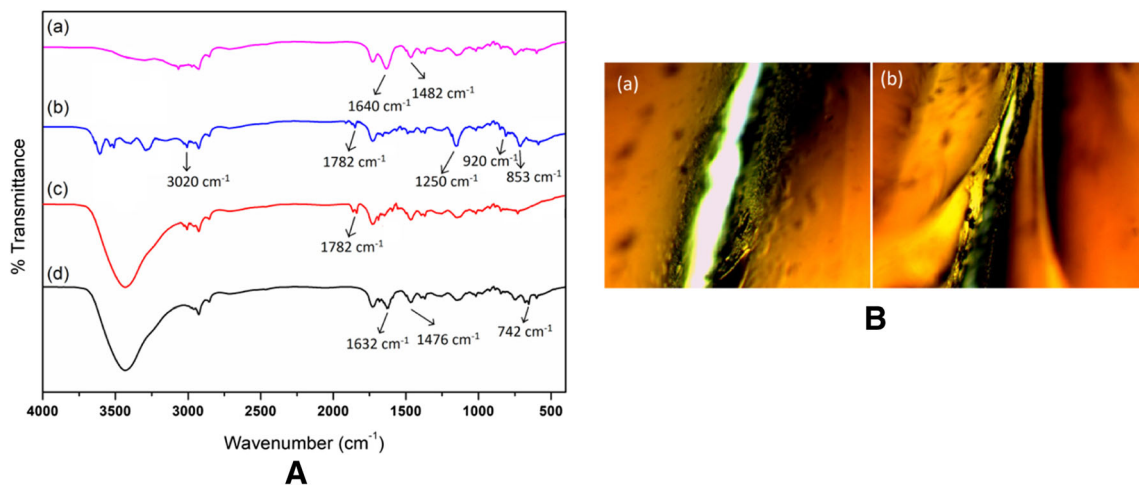 (a)
1640 cm⁻¹
1482 cm⁻¹
(b)
3020 cm⁻¹
1782 cm⁻¹
1250 cm⁻¹
920 cm⁻¹
853 cm⁻¹
(c)
1782 cm⁻¹
(d)
1632 cm⁻¹
1476 cm⁻¹
742 cm⁻¹
% Transmittance
4000 3500 3000 2500 2000 1500 1000 500
Wavenumber (cm⁻¹)
A
(a)
(b)
B